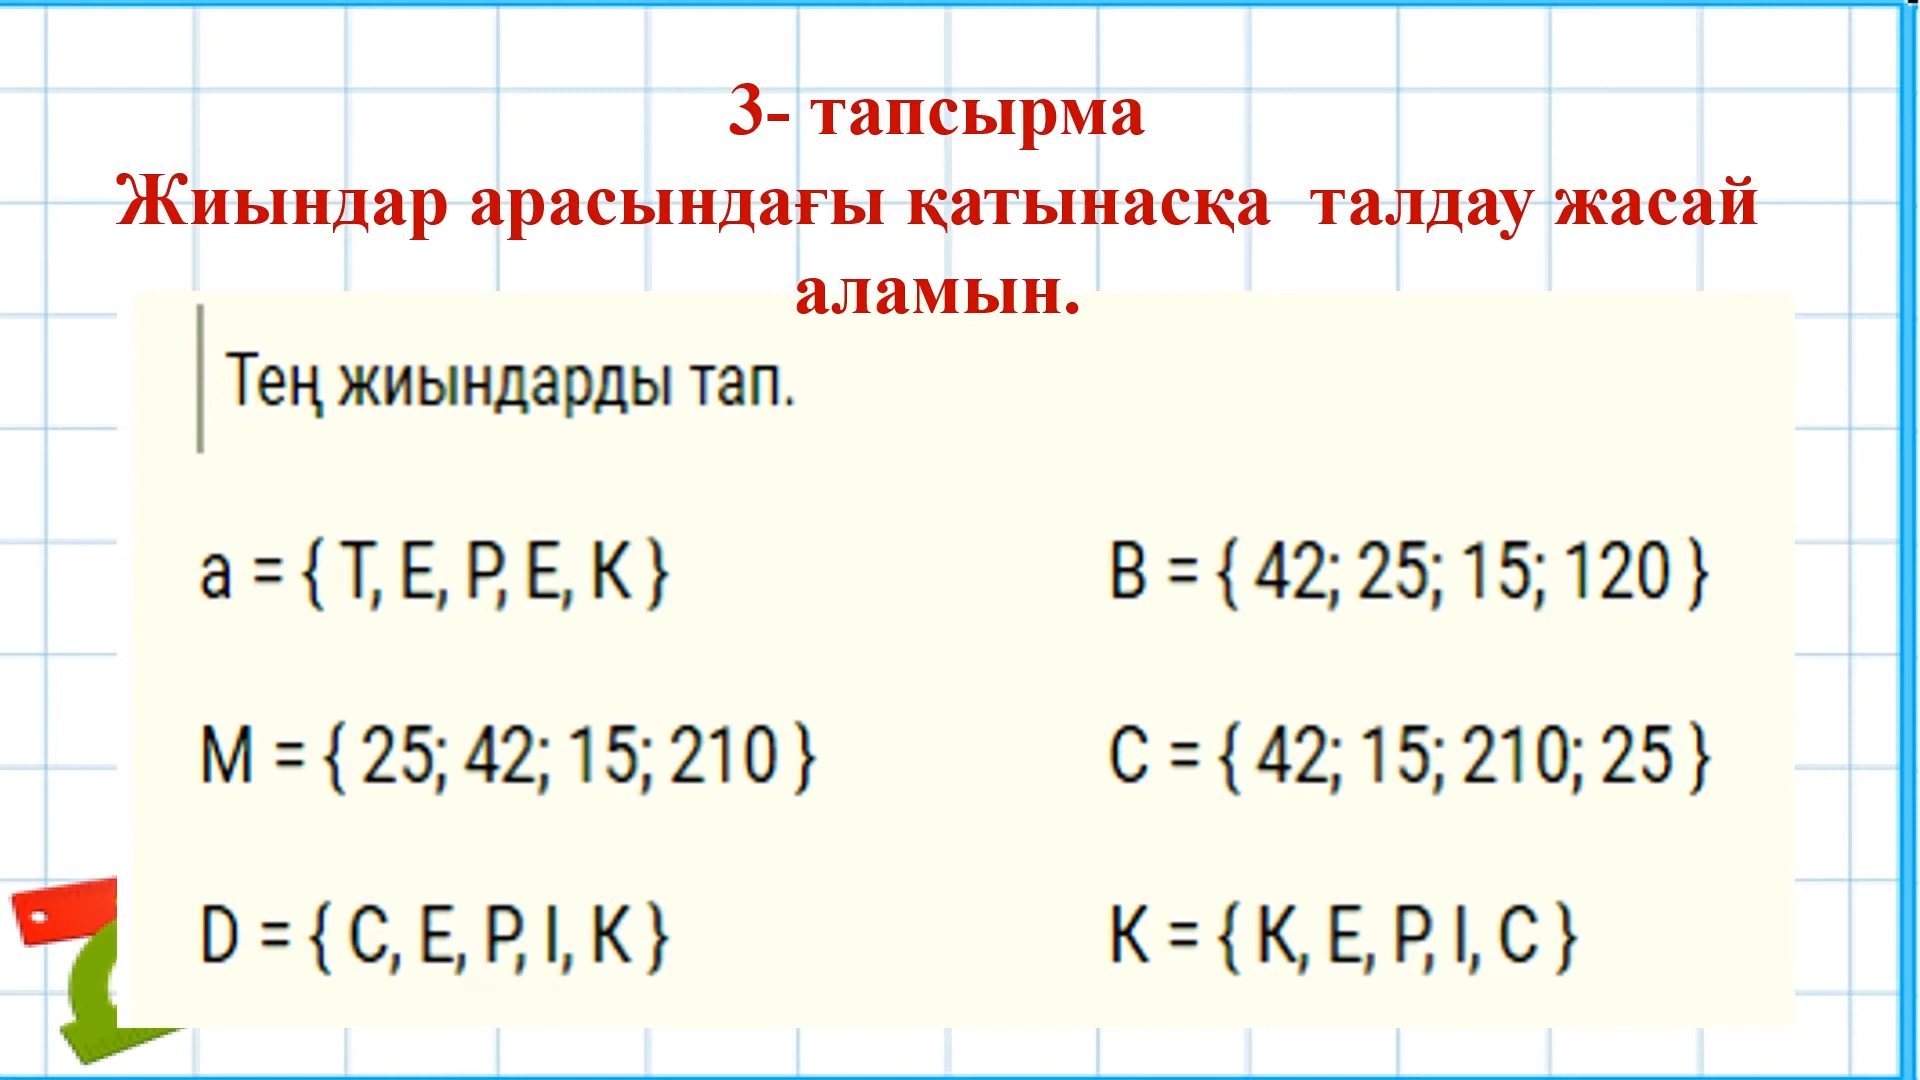 3- тапсырма
Жиындар арасындағы қатынасқа талдау жасай
аламын.
Тең жиындарды тап.
а = { Т, Е, Р, Е, К }
В = { 42; 25; 15; 120 }
М = { 25; 42; 15; 210 }
С = { 42; 15; 210; 25 }
D = { С, Е, Р, І, К }
К = { К, Е, Р, І, С }